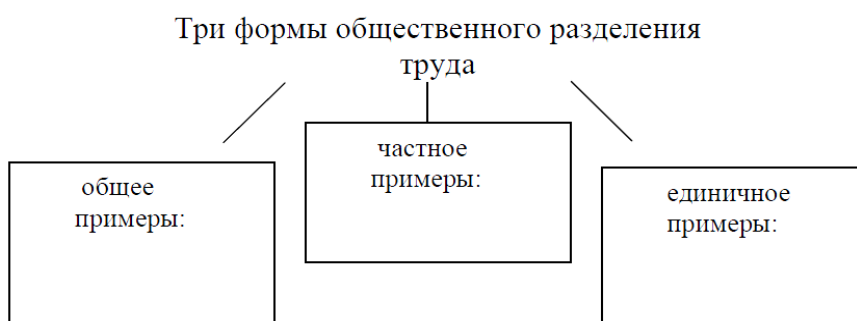 Три формы общественного разделения
труда
общее
примеры:
частное
примеры:
единичное
примеры: